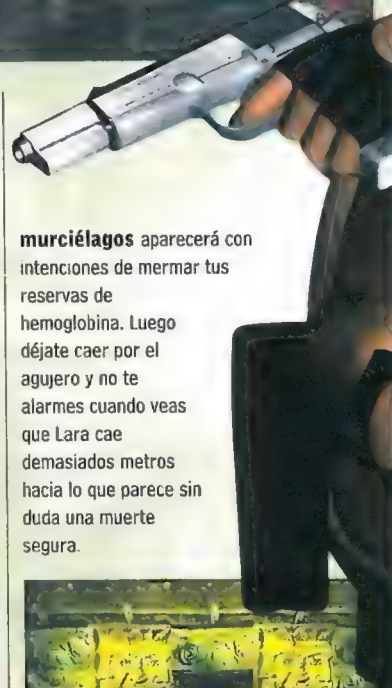 murciélagos aparecerá con
intenciones de mermar tus
reservas de
hemoglobina. Luego
déjate caer por el
agujero y no te
alarmes cuando veas
que Lara cae
demasiados metros
hacia lo que parece sin
duda una muerte
segura.